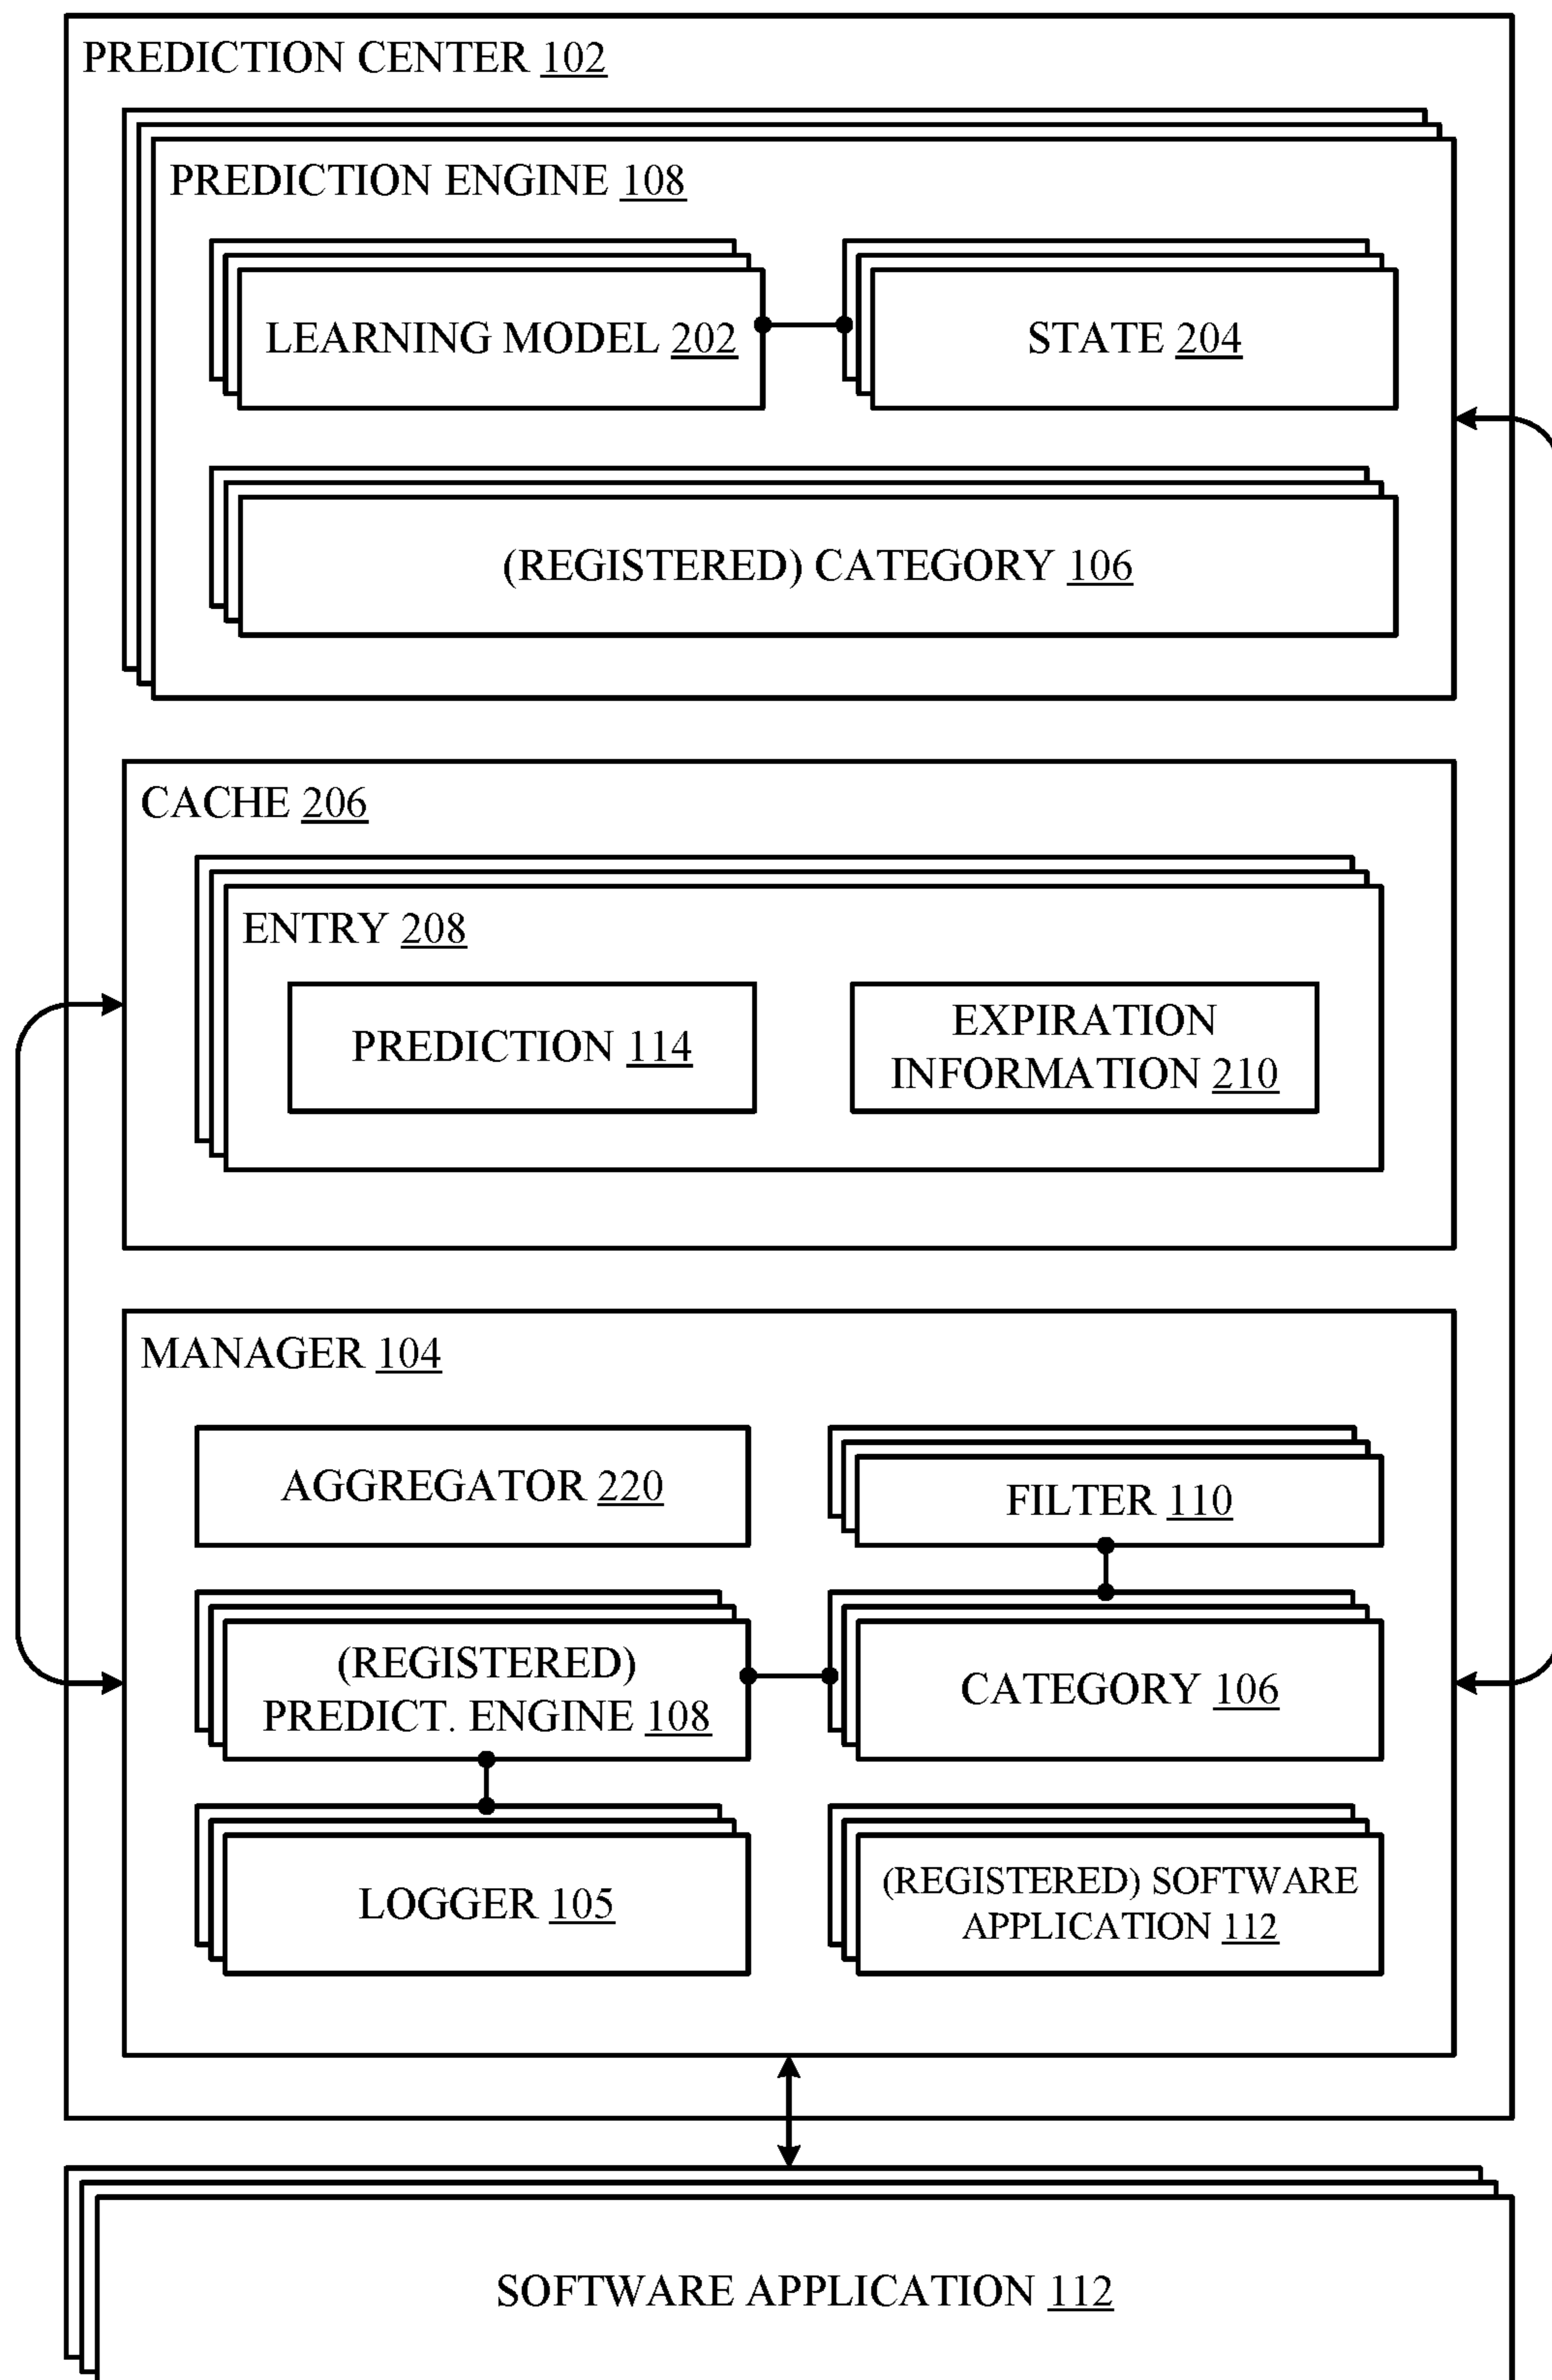 PREDICTION CENTER 102
PREDICTION ENGINE 108
LEARNING MODEL 202
STATE 204
(REGISTERED) CATEGORY 106
CACHE 206
ENTRY 208
PREDICTION 114
EXPIRATION
INFORMATION 210
MANAGER 104
AGGREGATOR 220
FILTER 110
(REGISTERED)
PREDICT. ENGINE 108
CATEGORY 106
LOGGER 105
(REGISTERED) SOFTWARE
APPLICATION 112
SOFTWARE APPLICATION 112